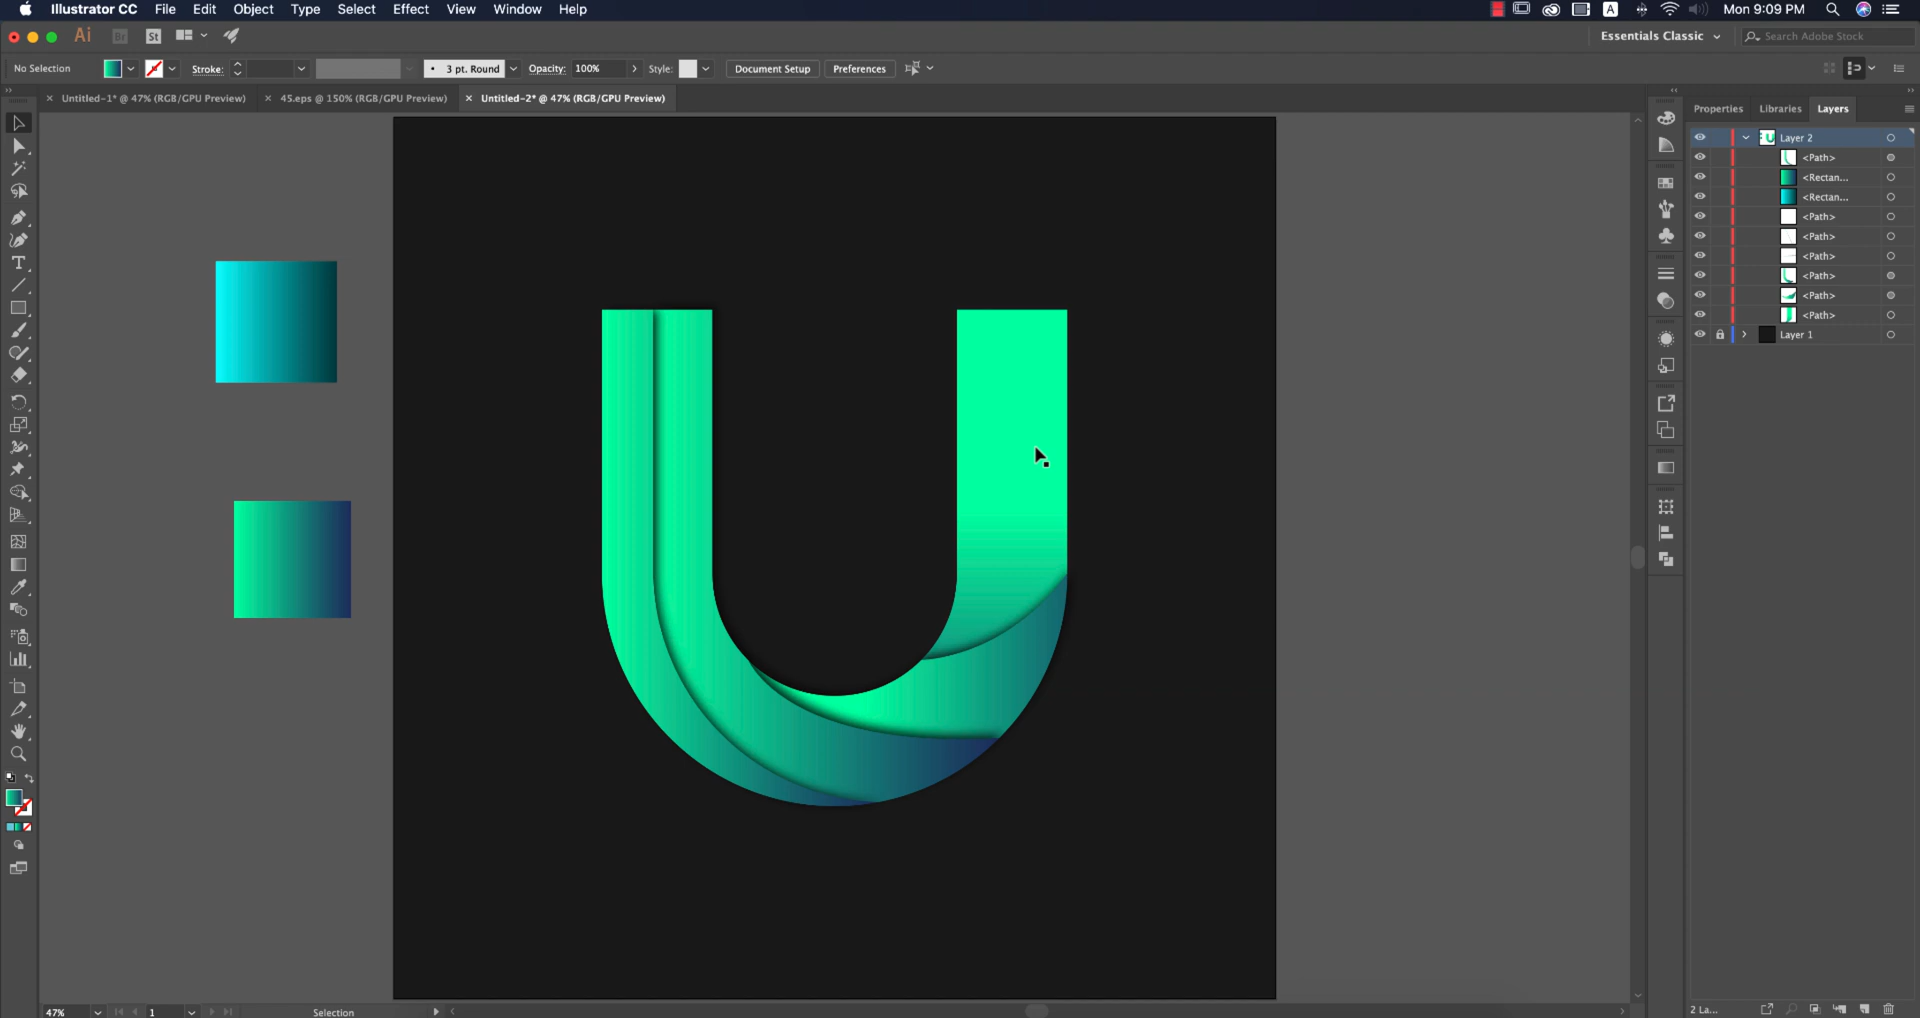 Illustrator CC File Edit Object Type Select Effect View Window Help A Mon 9:09 PM
Ai Br St Essentials Classic Search Adobe Stock
No Selection Stroke: 3 pt. Round Opacity: 100% Style: Document Setup Preferences
Untitled-1* @ 47% (RGB/GPU Preview) 45.eps @ 150% (RGB/GPU Preview) Untitled-2* @ 47% (RGB/GPU Preview)
Properties Libraries Layers
Layer 2
<Path>
<Rectan...
<Rectan...
<Path>
<Path>
<Path>
<Path>
<Path>
<Path>
Layer 1
U
47% 1 Selection 2 La...